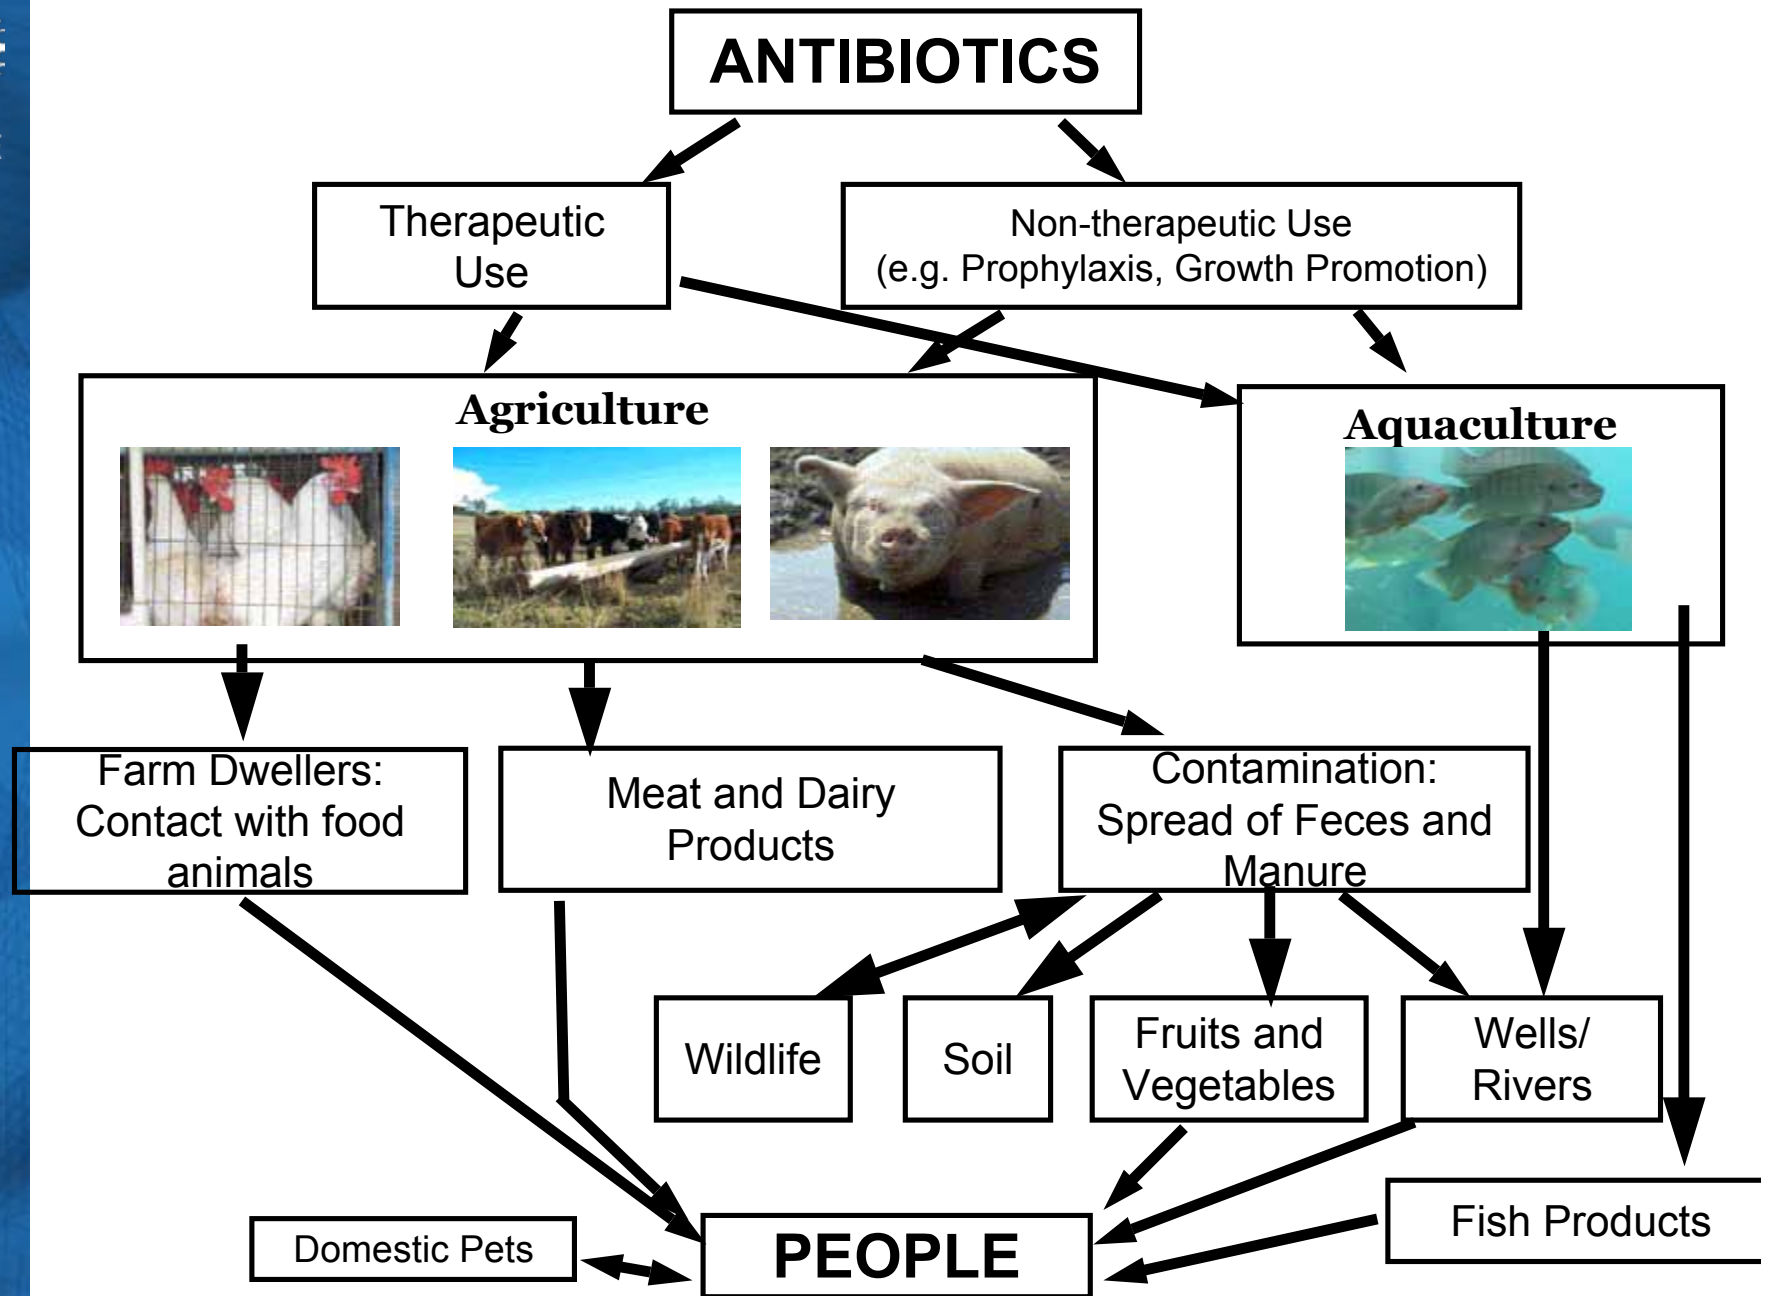 ANTIBIOTICS
Therapeutic
Use
Non-therapeutic Use
(e.g. Prophylaxis, Growth Promotion)
Agriculture
Aquaculture
Farm Dwellers:
Contact with food
animals
Meat and Dairy
Products
Contamination:
Spread of Feces and
Manure
Wildlife
Soil
Fruits and
Vegetables
Wells/
Rivers
Domestic Pets
PEOPLE
Fish Products